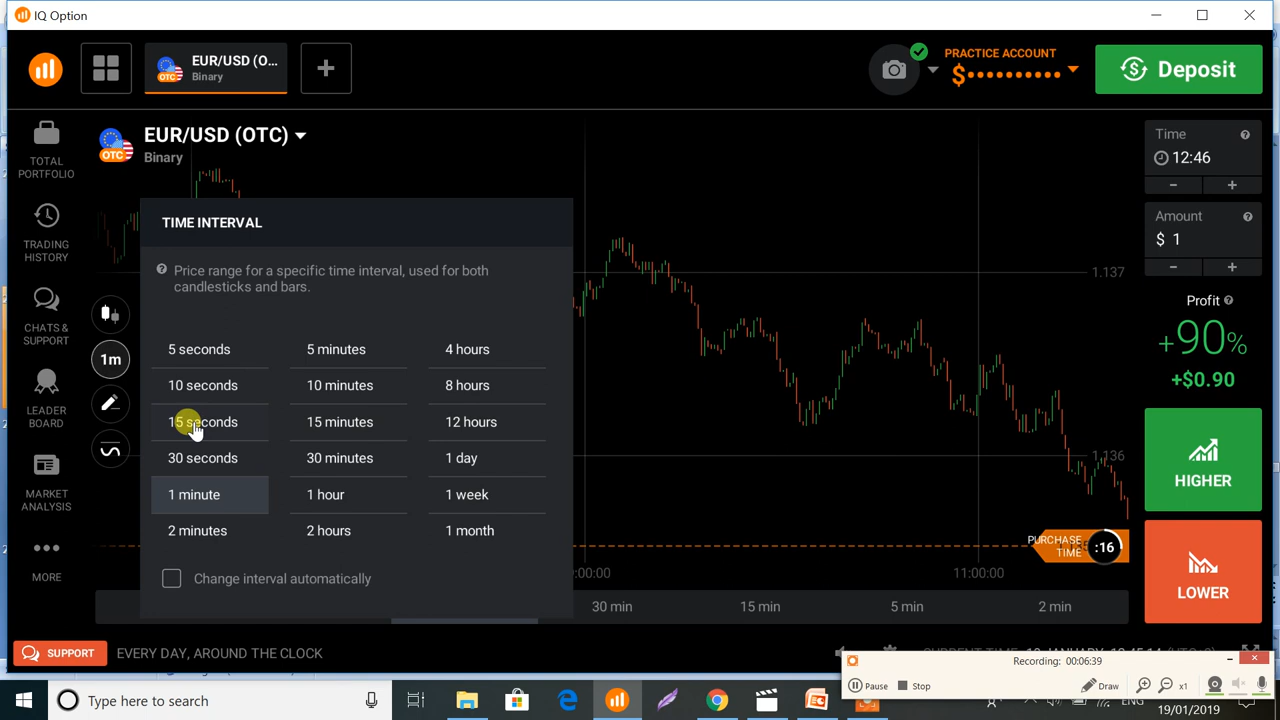 IQ Option
EUR/USD (O...
Binary
PRACTICE ACCOUNT
$
Deposit
EUR/USD (OTC)
Binary
OTC
OTC
TOTAL
PORTFOLIO
TRADING
HISTORY
CHATS &
SUPPORT
LEADER
BOARD
MARKET
ANALYSIS
MORE
1m
TIME INTERVAL
Price range for a specific time interval, used for both
candlesticks and bars.
5 seconds 5 minutes 4 hours
10 seconds 10 minutes 8 hours
15 seconds 15 minutes 12 hours
30 seconds 30 minutes 1 day
1 minute 1 hour 1 week
2 minutes 2 hours 1 month
Change interval automatically
1.137
1.136
PURCHASE
TIME
:16
:00:00 11:00:00
30 min 15 min 5 min 2 min
Time
12:46
- +
Amount
$ 1
- +
Profit
+90%
+$0.90
HIGHER
LOWER
SUPPORT EVERY DAY, AROUND THE CLOCK
Recording: 00:06:39
Pause Stop Draw x1
Type here to search
ENG
19/01/2019